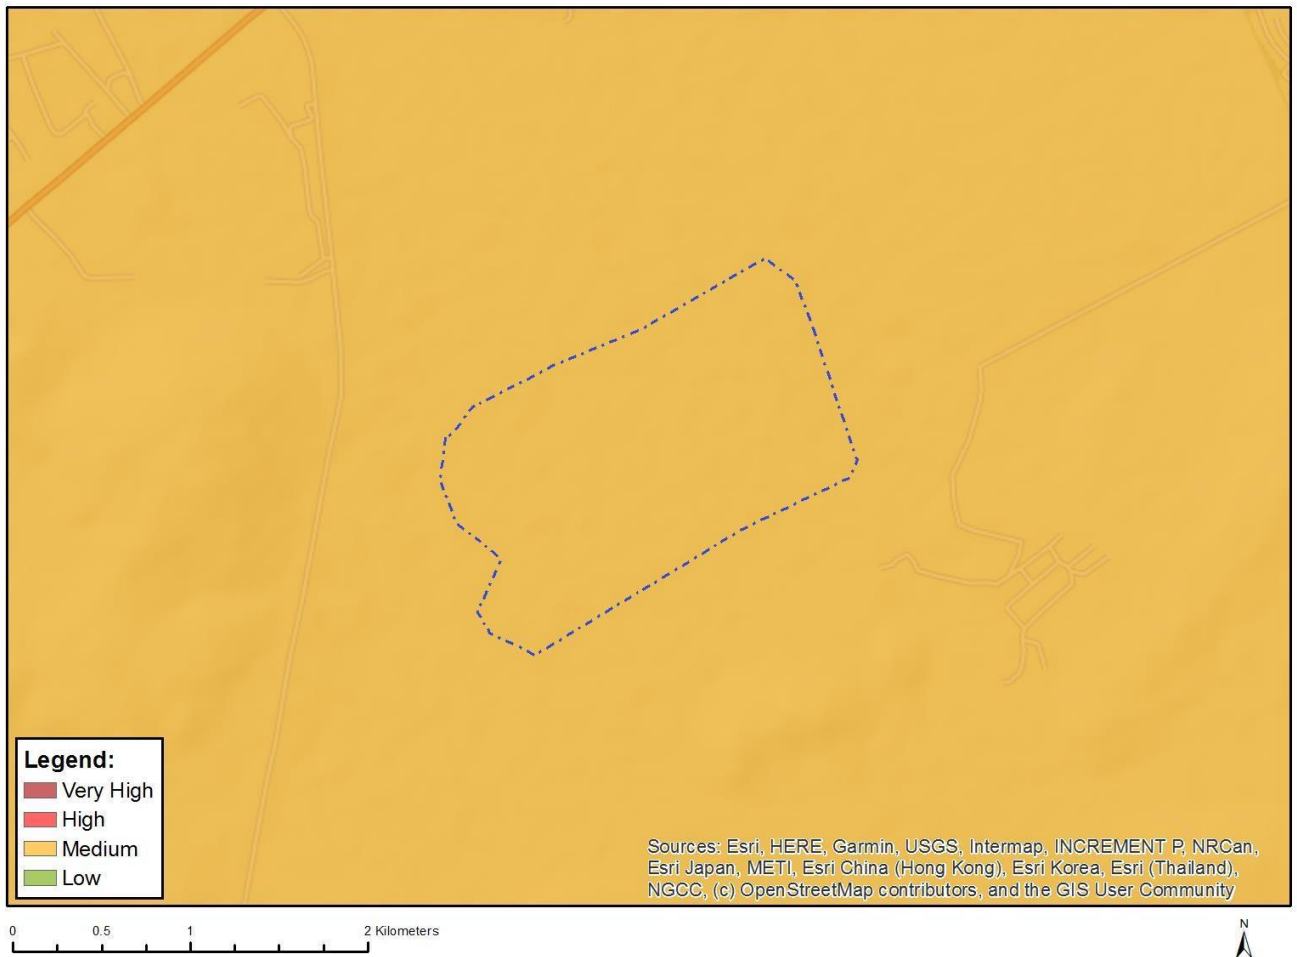 Legend:
Very High
High
Medium
Low
Sources: Esri, HERE, Garmin, USGS, Intermap, INCREMENT P, NRCan,
Esri Japan, METI, Esri China (Hong Kong), Esri Korea, Esri (Thailand),
NGCC, (c) OpenStreetMap contributors, and the GIS User Community
0 0.5 1 2 Kilometers
N